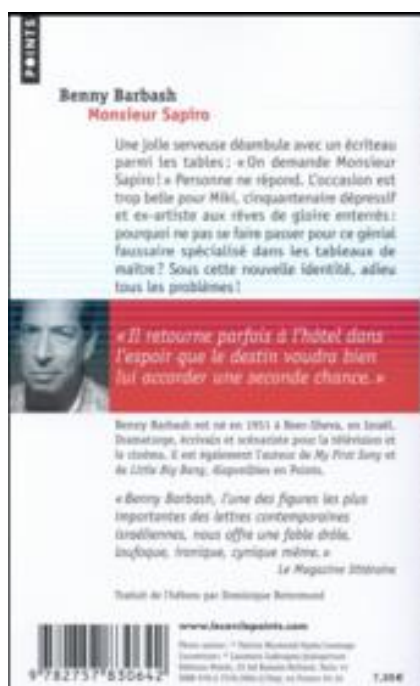 POINTS
Benny Barbash
Monsieur Sapiro
Une jolie serveuse déambule avec un écriteau
parmi les tables : « On demande Monsieur
Sapiro ! » Personne ne répond. L'occasion est
trop belle pour Miki, cinquantenaire dépressif
et ex-artiste aux rêves de gloire enterrés :
pourquoi ne pas se faire passer pour ce génial
faussaire spécialisé dans les tableaux de
maître ? Sous cette nouvelle identité, adieu
tous les problèmes !
« Il retourne parfois à l'hôtel dans
l'espoir que le destin voudra bien
lui accorder une seconde chance. »
Benny Barbash est né en 1951 à Beer-Sheva, en Israël.
Dramaturge, écrivain et scénariste pour la télévision et
le cinéma, il est également l'auteur de My First Sony et
de Little Big Bang, disponibles en Points.
« Benny Barbash, l'une des figures les plus
importantes des lettres contemporaines
israéliennes, nous offre une fable drôle,
loufoque, ironique, cynique même. »
Le Magazine littéraire
Traduit de l'hébreu par Dominique Rotermund
www.lecerclepoints.com
9 782757 830642